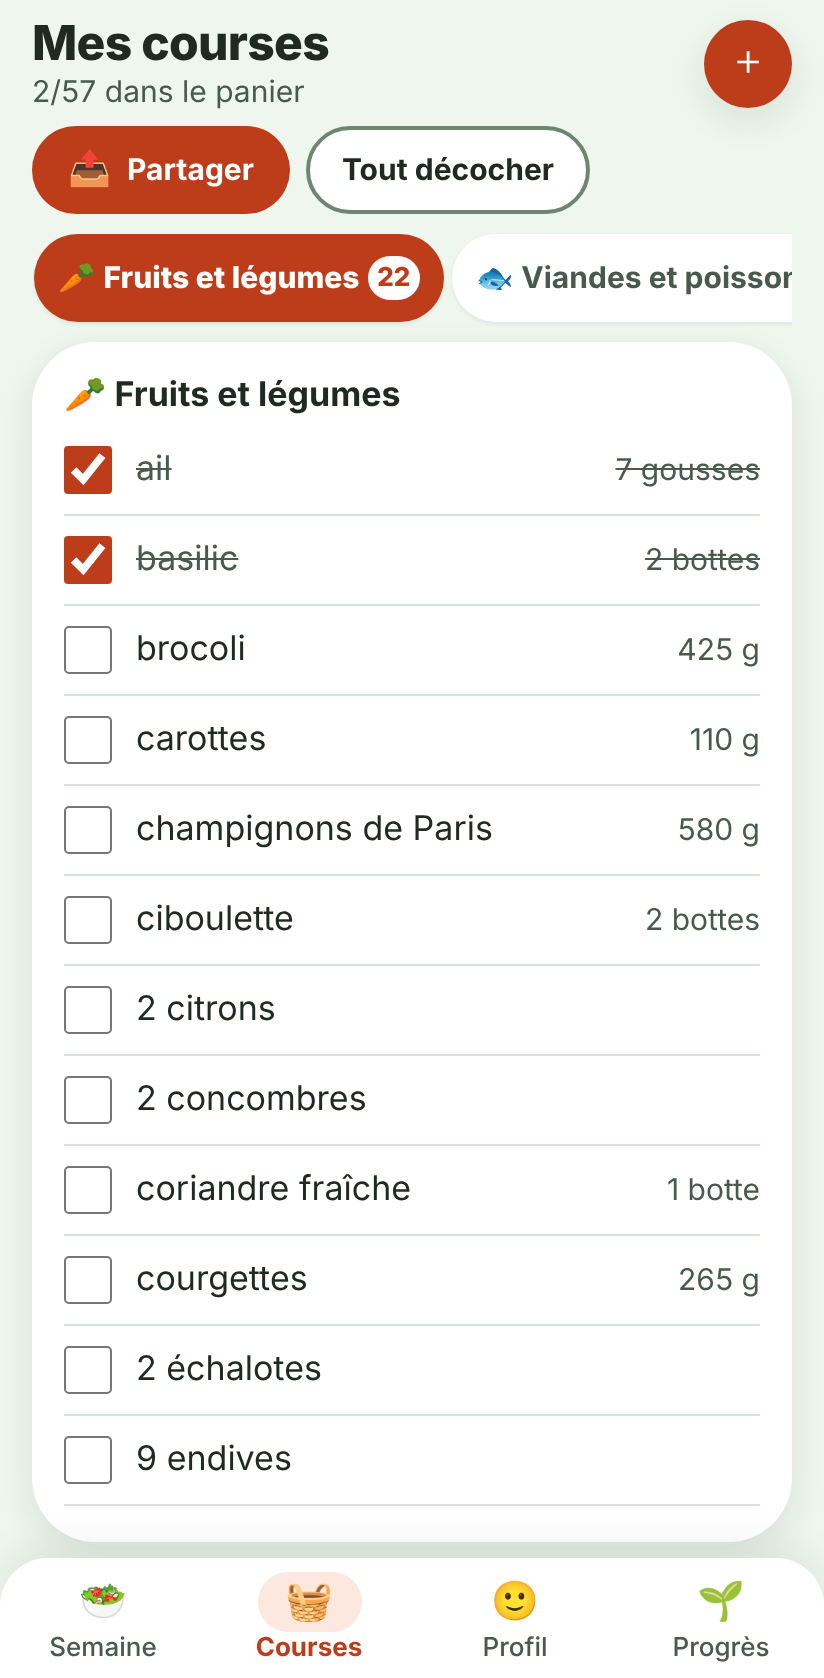 Mes courses
2/57 dans le panier
+
Partager
Tout décocher
Fruits et légumes 22
Viandes et poisson
Fruits et légumes
ail 7 gousses
basilic 2 bottes
brocoli 425 g
carottes 110 g
champignons de Paris 580 g
ciboulette 2 bottes
2 citrons
2 concombres
coriandre fraîche 1 botte
courgettes 265 g
2 échalotes
9 endives
Semaine
Courses
Profil
Progrès